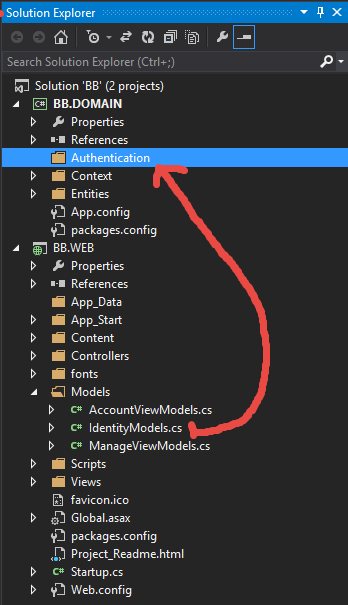 Solution Explorer
Search Solution Explorer (Ctrl+;)
Solution 'BB' (2 projects)
C# BB.DOMAIN
Properties
References
Authentication
Context
Entities
App.config
packages.config
BB.WEB
Properties
References
App_Data
App_Start
Content
Controllers
fonts
Models
C# AccountViewModels.cs
C# IdentityModels.cs
C# ManageViewModels.cs
Scripts
Views
favicon.ico
Global.asax
packages.config
Project_Readme.html
C# Startup.cs
Web.config